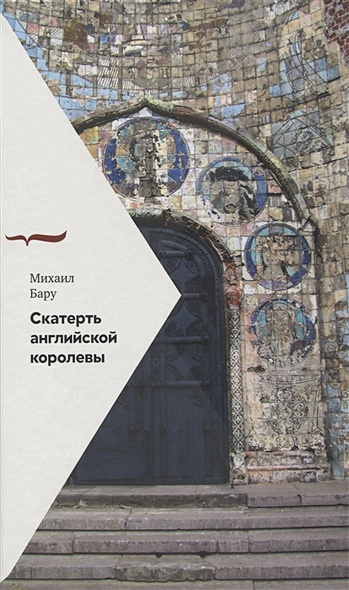 Михаил
Бару
Скатерть
английской
королевы